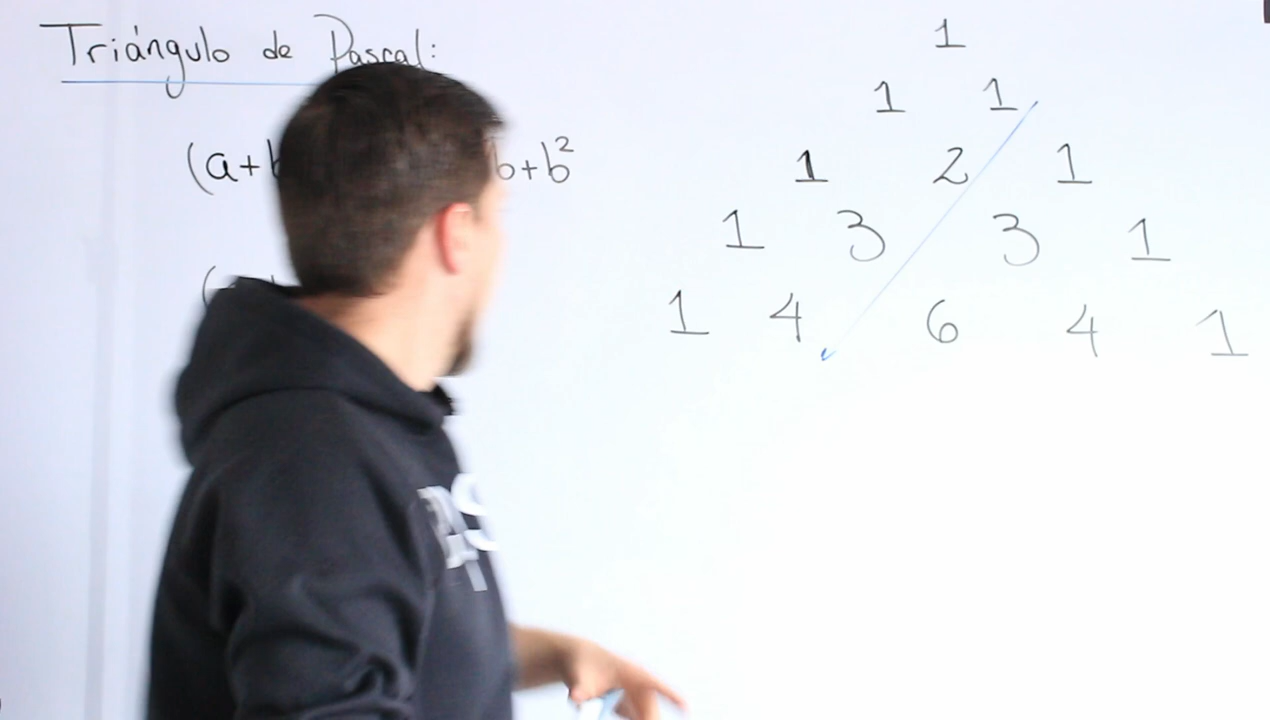 Triángulo de Pascal:
(a+b b+b²
(
1
1 1
1 2 1
1 3 3 1
1 4 6 4 1